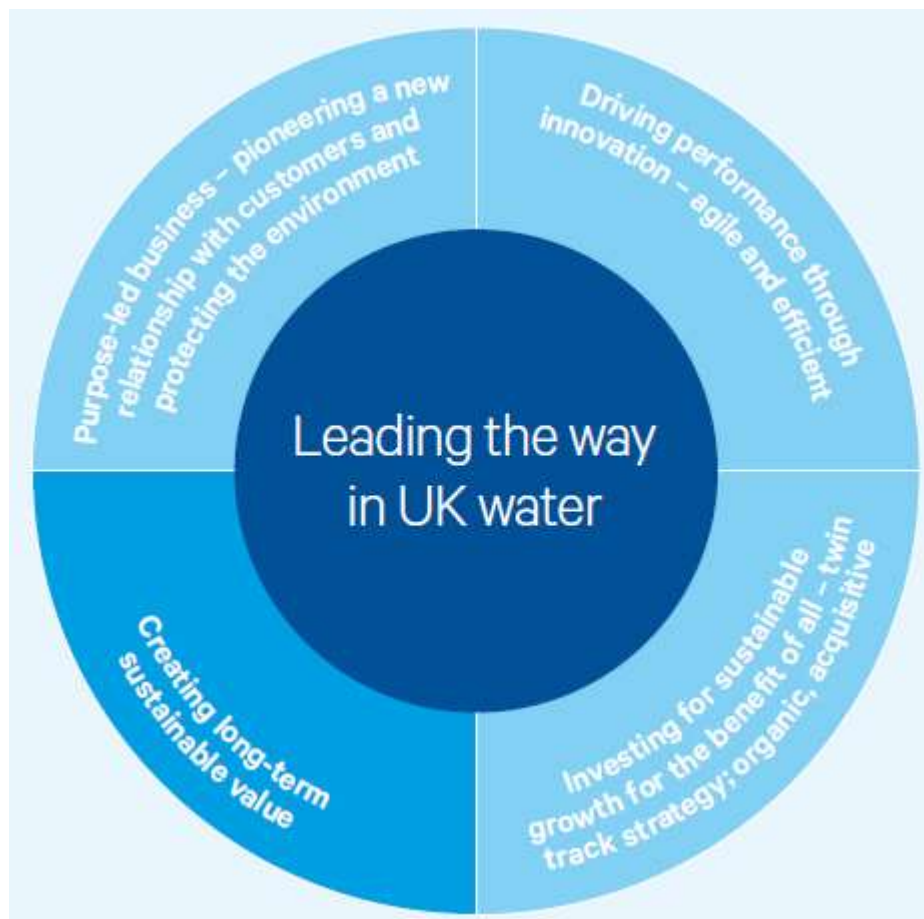 Purpose-led business – pioneering a new
relationship with customers and
protecting the environment
Driving performance through
innovation – agile and efficient
Leading the way
in UK water
Creating long-term
sustainable value
Investing for sustainable
growth for the benefit of all – twin
track strategy; organic, acquisitive